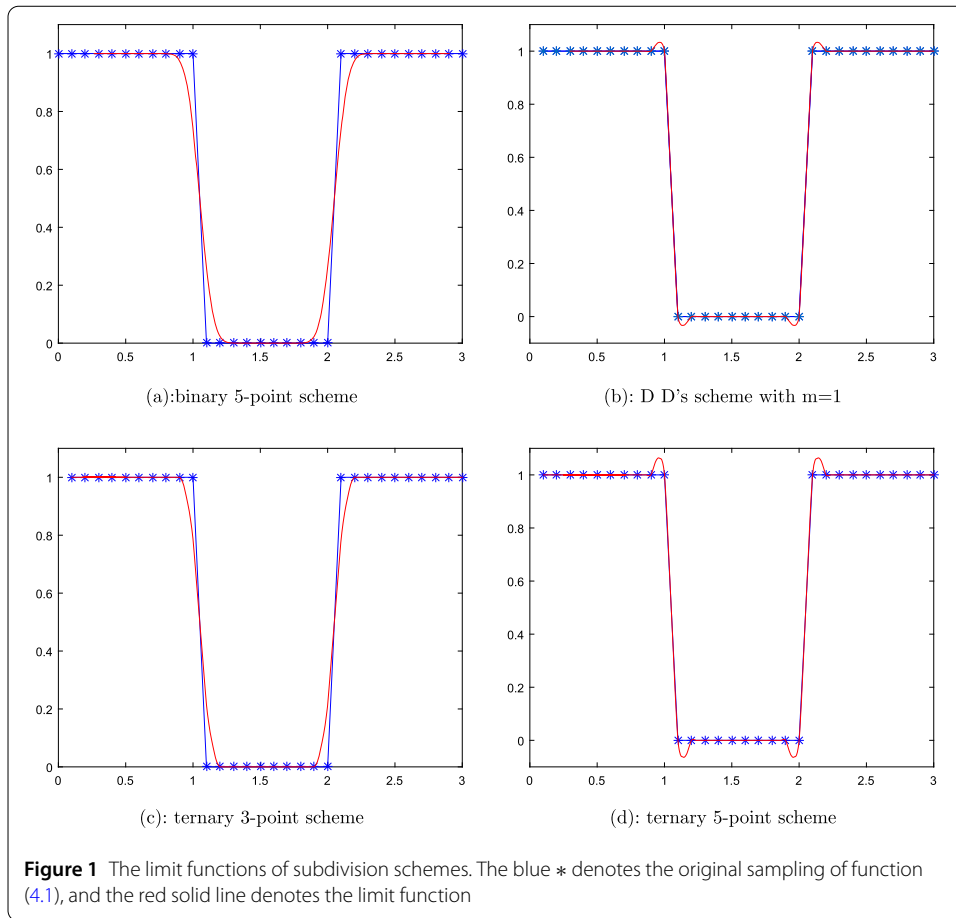 1
0.8
0.6
0.4
0.2
0
0 0.5 1 1.5 2 2.5 3
(a):binary 5-point scheme
1
0.8
0.6
0.4
0.2
0
0 0.5 1 1.5 2 2.5 3
(b): D D's scheme with m=1
1
0.8
0.6
0.4
0.2
0
0 0.5 1 1.5 2 2.5 3
(c): ternary 3-point scheme
1
0.8
0.6
0.4
0.2
0
0 0.5 1 1.5 2 2.5 3
(d): ternary 5-point scheme
Figure 1 The limit functions of subdivision schemes. The blue ∗ denotes the original sampling of function
(4.1), and the red solid line denotes the limit function